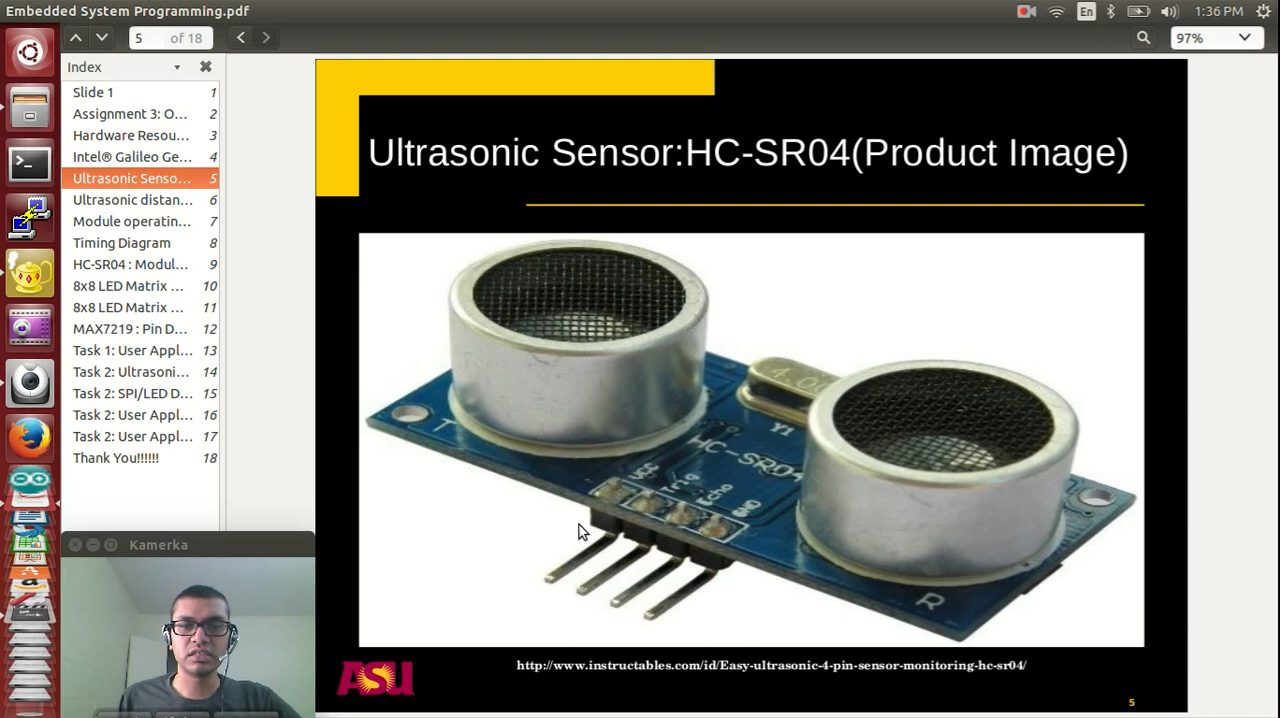 Embedded System Programming.pdf
En
1:36 PM
5
of 18
97%
Index
Slide 1 1
Assignment 3: O... 2
Hardware Resou... 3
Intel® Galileo Ge... 4
Ultrasonic Senso... 5
Ultrasonic distan... 6
Module operatin... 7
Timing Diagram 8
HC-SR04 : Modul... 9
8x8 LED Matrix ... 10
8x8 LED Matrix ... 11
MAX7219 : Pin D... 12
Task 1: User Appl... 13
Task 2: Ultrasoni... 14
Task 2: SPI/LED D... 15
Task 2: User Appl... 16
Task 2: User Appl... 17
Thank You!!!!!! 18
Kamerka
Ultrasonic Sensor:HC-SR04(Product Image)
T
Y1
HC-SR04
Vcc
Trig
Echo
GND
R
ASU
http://www.instructables.com/id/Easy-ultrasonic-4-pin-sensor-monitoring-hc-sr04/
5